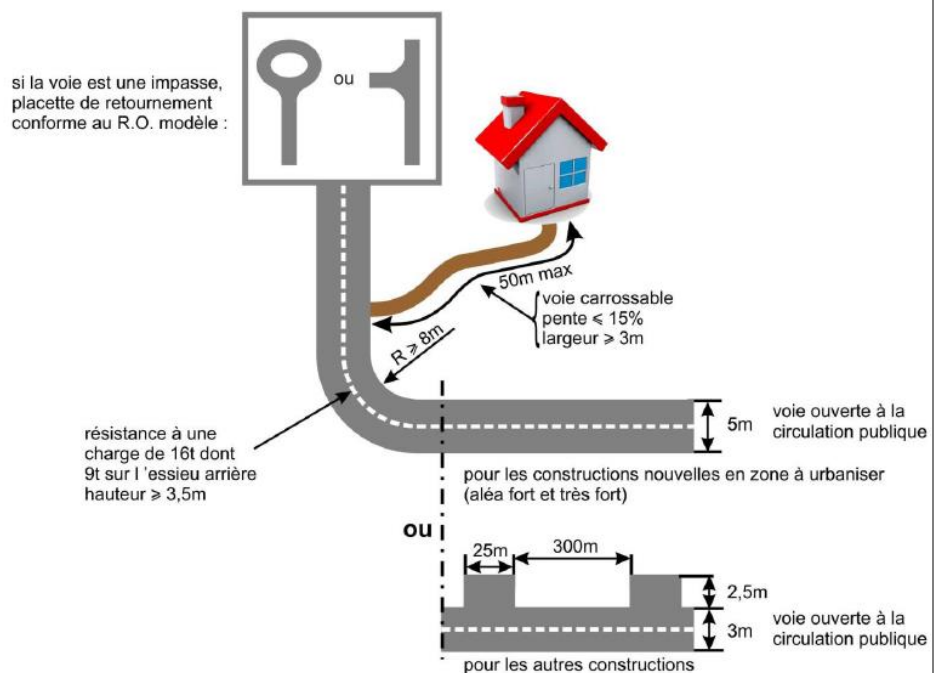 si la voie est une impasse,
placette de retournement
conforme au R.O. modèle :
ou
50m max
voie carrossable
pente ⩽ 15%
largeur ⩾ 3m
R ⩾ 8m
résistance à une
charge de 16t dont
9t sur l 'essieu arrière
hauteur ⩾ 3,5m
5m
voie ouverte à la
circulation publique
pour les constructions nouvelles en zone à urbaniser
(aléa fort et très fort)
ou
25m
300m
2,5m
3m
voie ouverte à la
circulation publique
pour les autres constructions